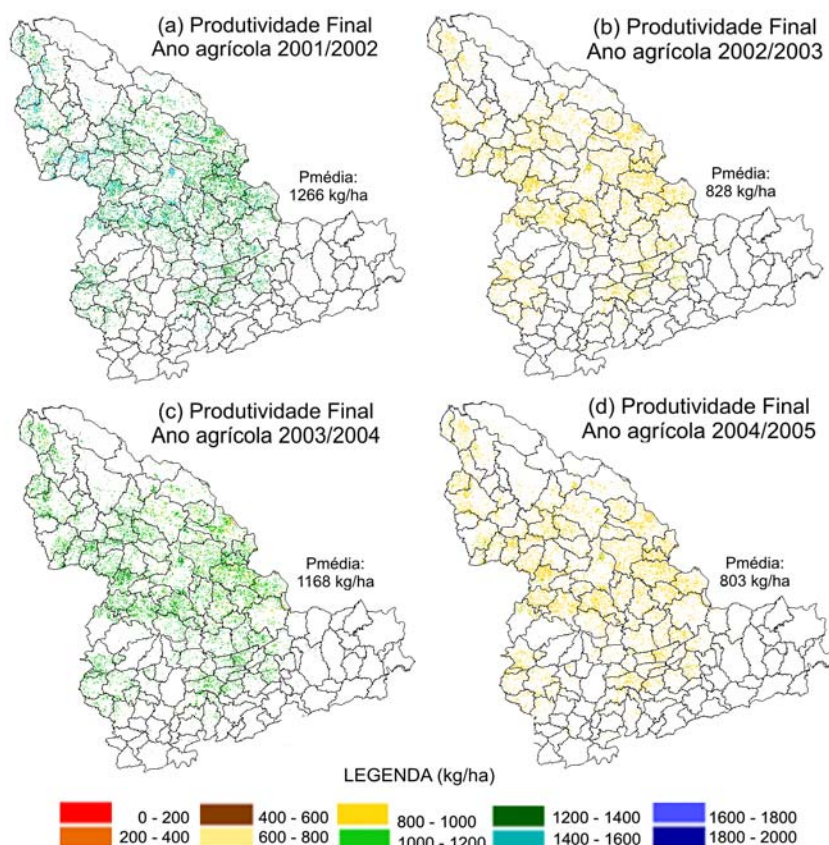 (a) Produtividade Final
Ano agrícola 2001/2002
Pmédia:
1266 kg/ha
(b) Produtividade Final
Ano agrícola 2002/2003
Pmédia:
828 kg/ha
(c) Produtividade Final
Ano agrícola 2003/2004
Pmédia:
1168 kg/ha
(d) Produtividade Final
Ano agrícola 2004/2005
Pmédia:
803 kg/ha
LEGENDA (kg/ha)
0 - 200 400 - 600 800 - 1000 1200 - 1400 1600 - 1800
200 - 400 600 - 800 1000 - 1200 1400 - 1600 1800 - 2000